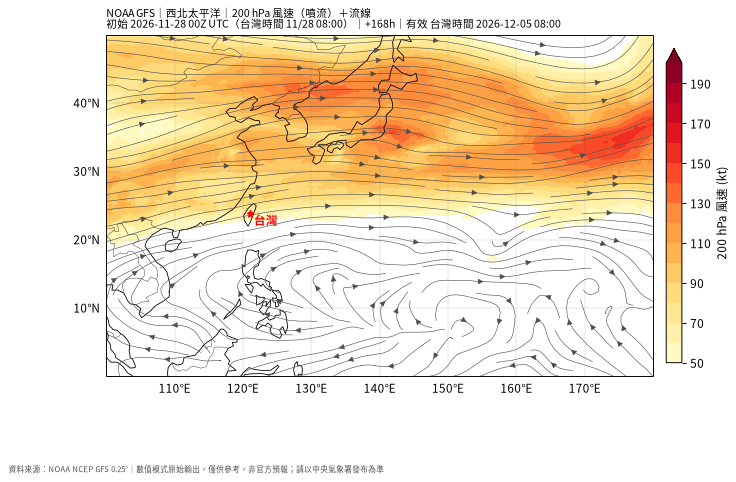 NOAA GFS｜西北太平洋｜200 hPa 風速（噴流）＋流線
初始 2026-11-28 00Z UTC（台灣時間 11/28 08:00）｜+168h｜有效 台灣時間 2026-12-05 08:00
40°N
30°N
20°N
10°N
台灣
110°E 120°E 130°E 140°E 150°E 160°E 170°E
190
170
150
130
110
90
70
50
200 hPa 風速 (kt)
資料來源：NOAA NCEP GFS 0.25°｜數值模式原始輸出，僅供參考，非官方預報；請以中央氣象署發布為準